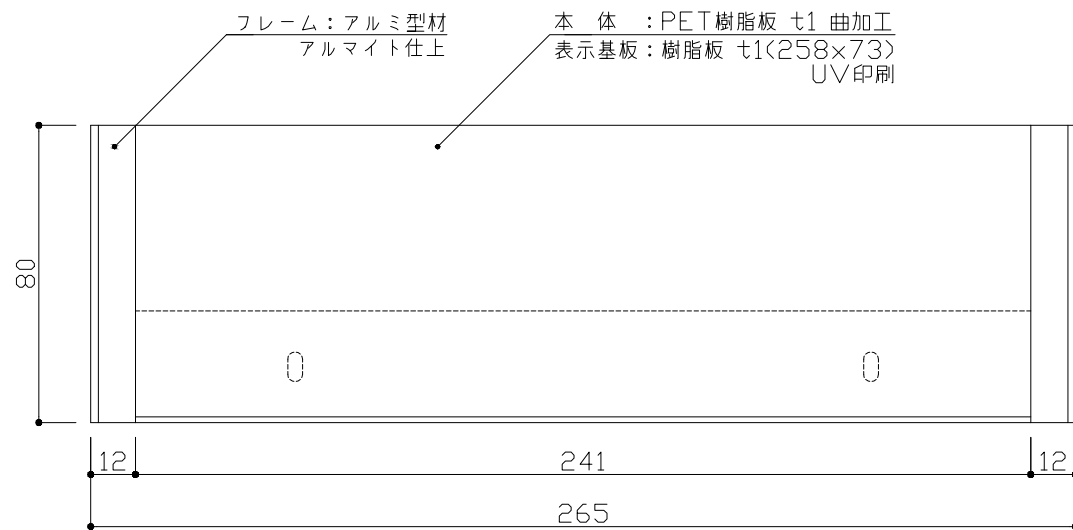 フレーム：アルミ型材
アルマイト仕上
本　体　：PET樹脂板 t1 曲加工
表示基板：樹脂板 t1(258×73)
UV印刷
80
12
241
12
265